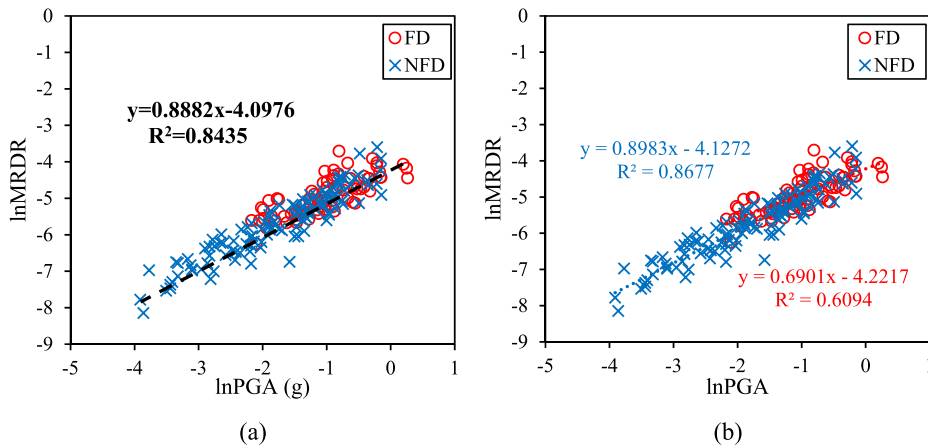 0
-1
-2
-3
-4
-5
-6
-7
-8
-9
-5
-4
-3
-2
-1
0
1
lnMRDR
lnPGA (g)
FD
NFD
y=0.8882x-4.0976
R²=0.8435
(a)
0
-1
-2
-3
-4
-5
-6
-7
-8
-9
-5
-4
-3
-2
-1
0
1
lnMRDR
lnPGA
FD
NFD
y = 0.8983x - 4.1272
R² = 0.8677
y = 0.6901x - 4.2217
R² = 0.6094
(b)